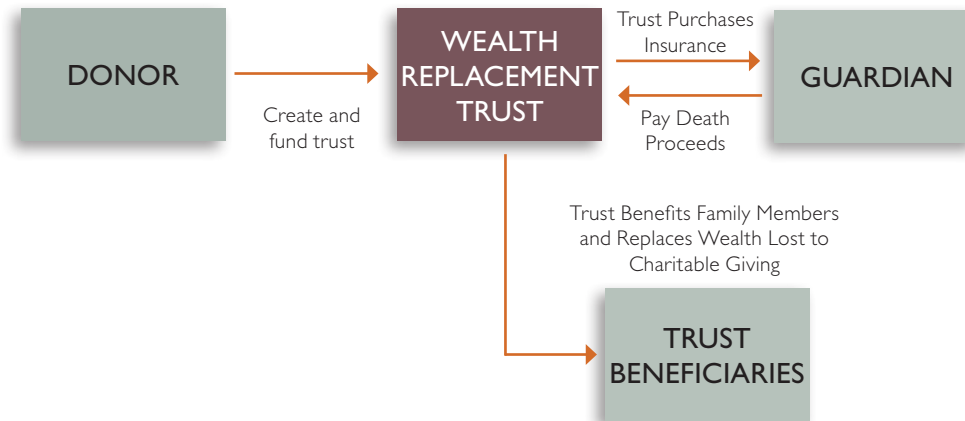 DONOR
Create and
fund trust
WEALTH
REPLACEMENT
TRUST
Trust Purchases
Insurance
Pay Death
Proceeds
GUARDIAN
Trust Benefits Family Members
and Replaces Wealth Lost to
Charitable Giving
TRUST
BENEFICIARIES